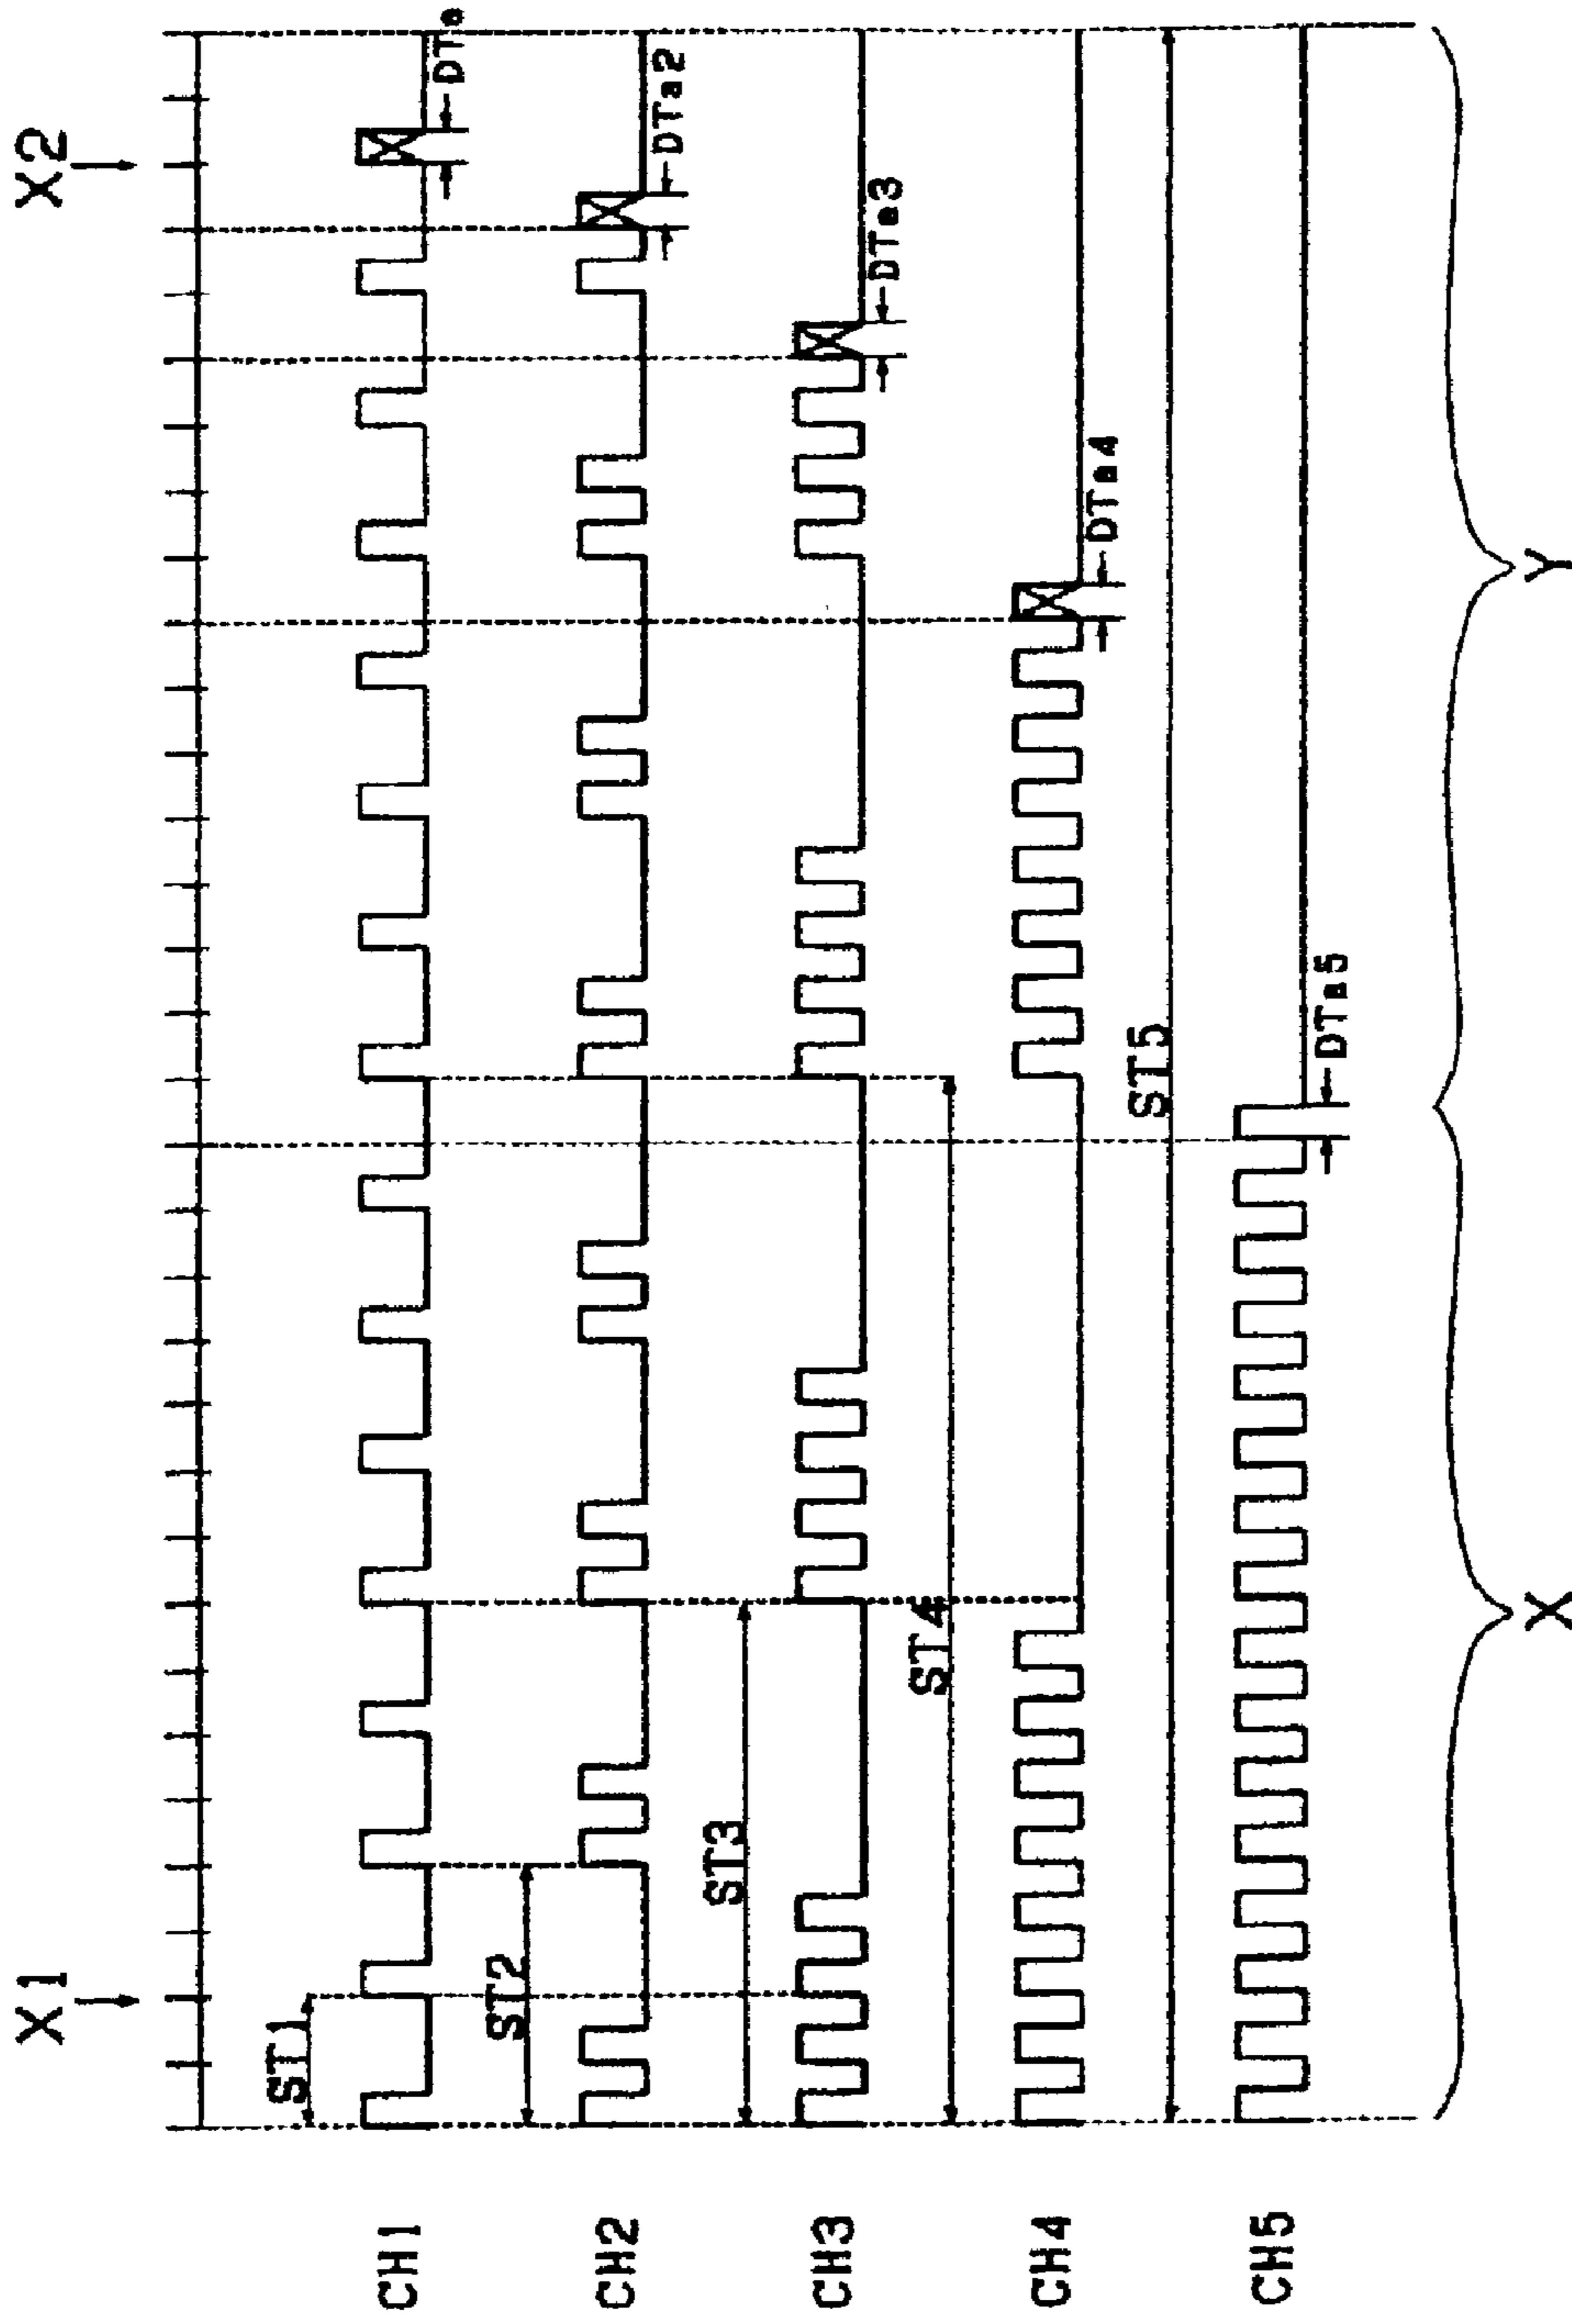 X1
X2
ST1
CH1
DTa
ST2
CH2
DTa2
ST3
CH3
DTa3
ST4
CH4
DTa4
ST5
CH5
DTa5
X
Y